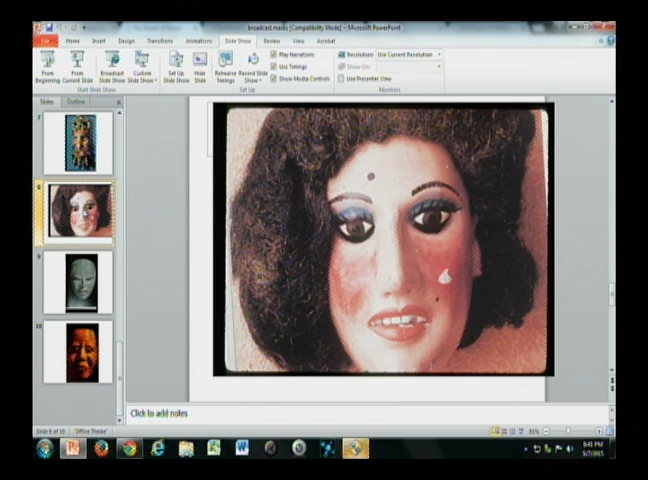 broadcast.masks [Compatibility Mode] - Microsoft PowerPoint
File Home Insert Design Transitions Animations Slide Show Review View Acrobat
From Beginning
From Current Slide
Broadcast Slide Show
Custom Slide Show
Set Up Slide Show
Hide Slide
Rehearse Timings
Record Slide Show
Play Narrations
Use Timings
Show Media Controls
Resolution: Use Current Resolution
Show On:
Use Presenter View
Start Slide Show
Set Up
Monitors
Slides Outline
7
8
9
10
Click to add notes
Slide 8 of 10 "Office Theme"
8:41 PM